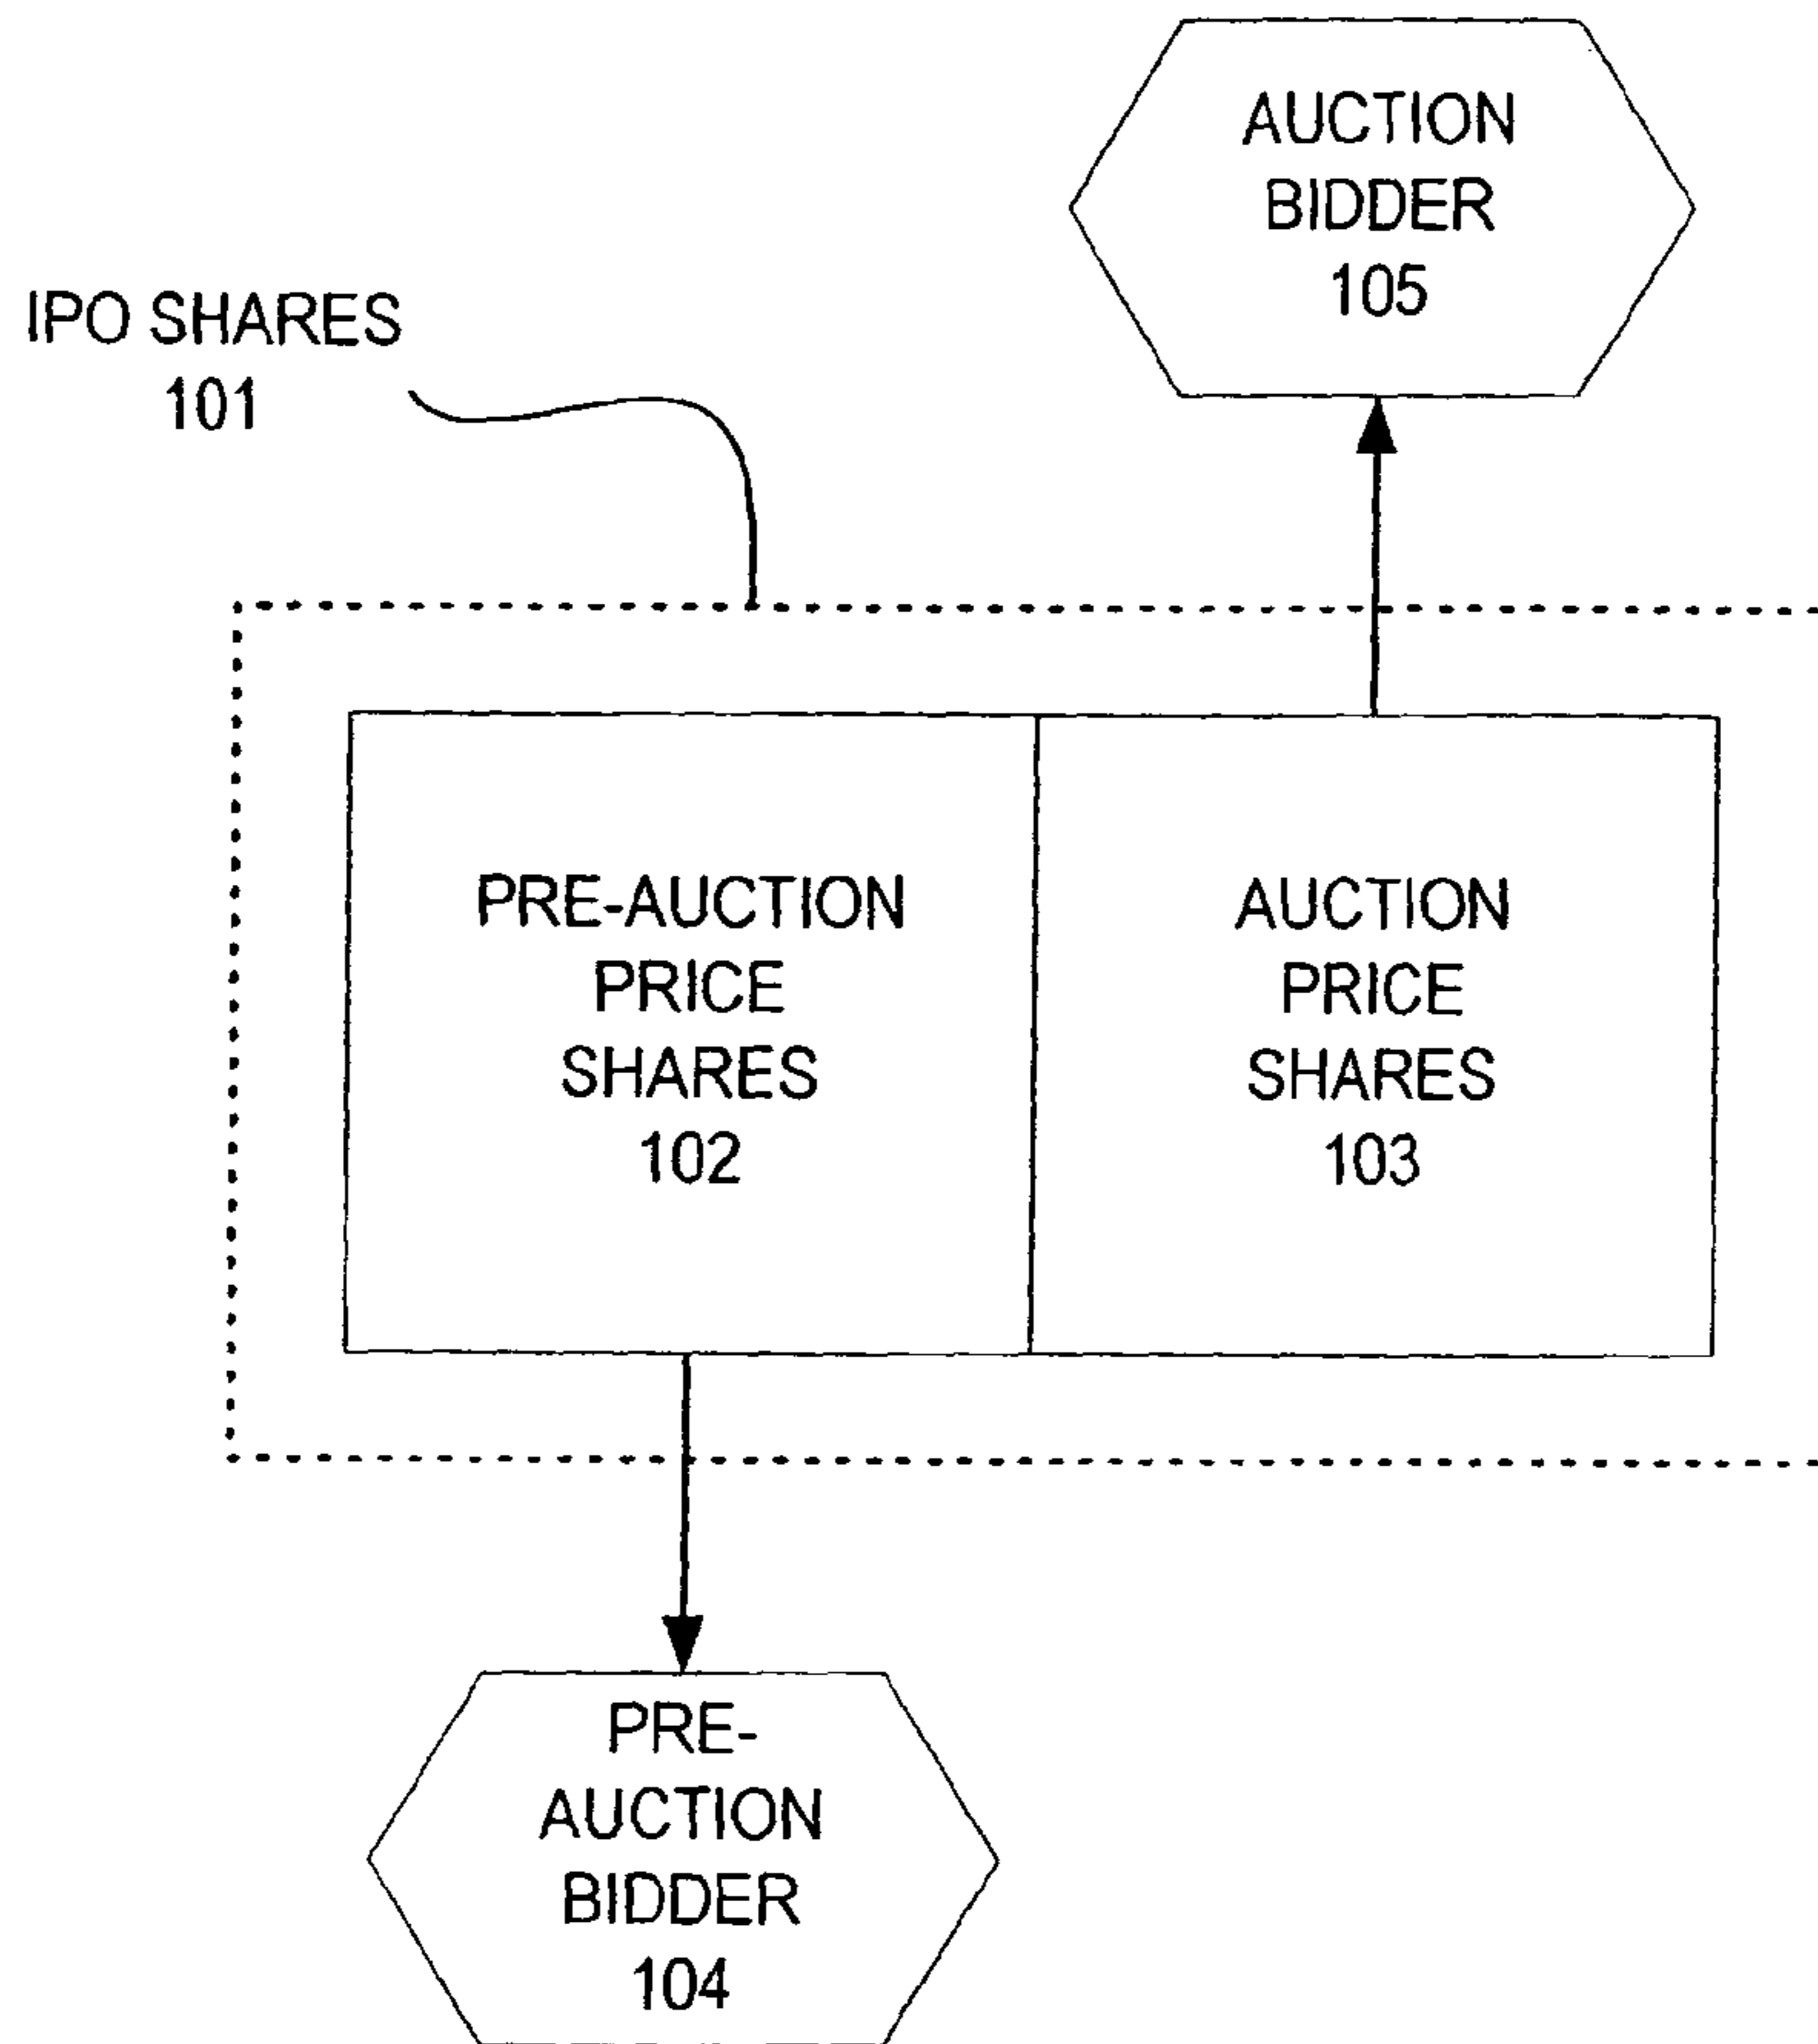 AUCTION
BIDDER
105
IPO SHARES
101
PRE-AUCTION
PRICE
SHARES
102
AUCTION
PRICE
SHARES
103
PRE-
AUCTION
BIDDER
104